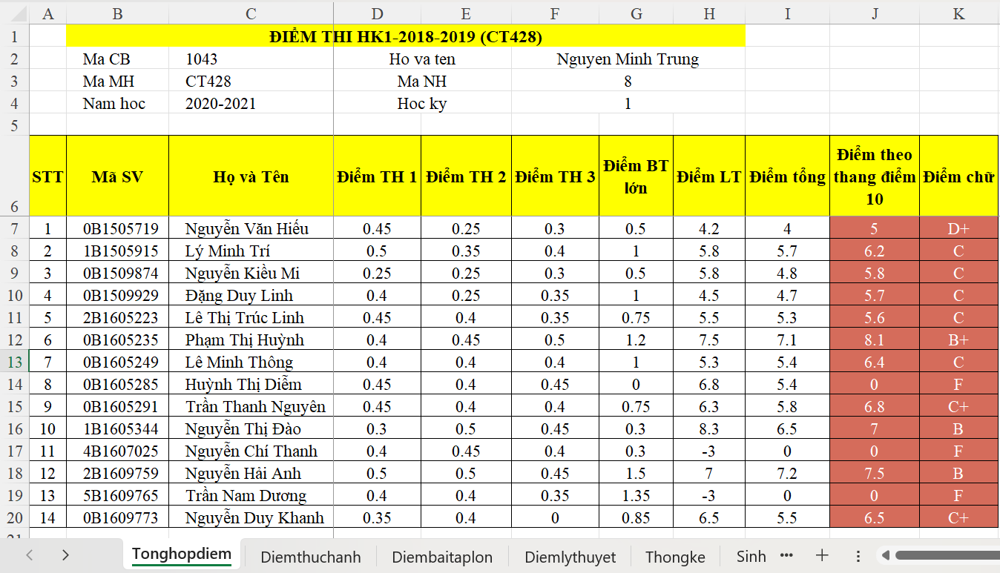 A B C D E F G H I J K
1 ĐIỂM THI HK1-2018-2019 (CT428)
2 Ma CB 1043 Ho va ten Nguyen Minh Trung
3 Ma MH CT428 Ma NH 8
4 Nam hoc 2020-2021 Hoc ky 1
5
6 STT Mã SV Họ và Tên Điểm TH 1 Điểm TH 2 Điểm TH 3 Điểm BT lớn Điểm LT Điểm tổng Điểm theo thang điểm 10 Điểm chữ
7 1 0B1505719 Nguyễn Văn Hiếu 0.45 0.25 0.3 0.5 4.2 4 5 D+
8 2 1B1505915 Lý Minh Trí 0.5 0.35 0.4 1 5.8 5.7 6.2 C
9 3 0B1509874 Nguyễn Kiều Mi 0.25 0.25 0.3 0.5 5.8 4.8 5.8 C
10 4 0B1509929 Đặng Duy Linh 0.4 0.25 0.35 1 4.5 4.7 5.7 C
11 5 2B1605223 Lê Thị Trúc Linh 0.45 0.4 0.35 0.75 5.5 5.3 5.6 C
12 6 0B1605235 Phạm Thị Huỳnh 0.4 0.45 0.5 1.2 7.5 7.1 8.1 B+
13 7 0B1605249 Lê Minh Thông 0.4 0.4 0.4 1 5.3 5.4 6.4 C
14 8 0B1605285 Huỳnh Thị Diễm 0.45 0.4 0.45 0 6.8 5.4 0 F
15 9 0B1605291 Trần Thanh Nguyên 0.45 0.4 0.4 0.75 6.3 5.8 6.8 C+
16 10 1B1605344 Nguyễn Thị Đào 0.3 0.5 0.45 0.3 8.3 6.5 7 B
17 11 4B1607025 Nguyễn Chí Thanh 0.4 0.45 0.4 0.3 -3 0 0 F
18 12 2B1609759 Nguyễn Hải Anh 0.5 0.5 0.45 1.5 7 7.2 7.5 B
19 13 5B1609765 Trần Nam Dương 0.4 0.4 0.35 1.35 -3 0 0 F
20 14 0B1609773 Nguyễn Duy Khanh 0.35 0.4 0 0.85 6.5 5.5 6.5 C+
21
Tonghopdiem Diemthuchanh Diembaitaplon Diemlythuyet Thongke Sinh ···